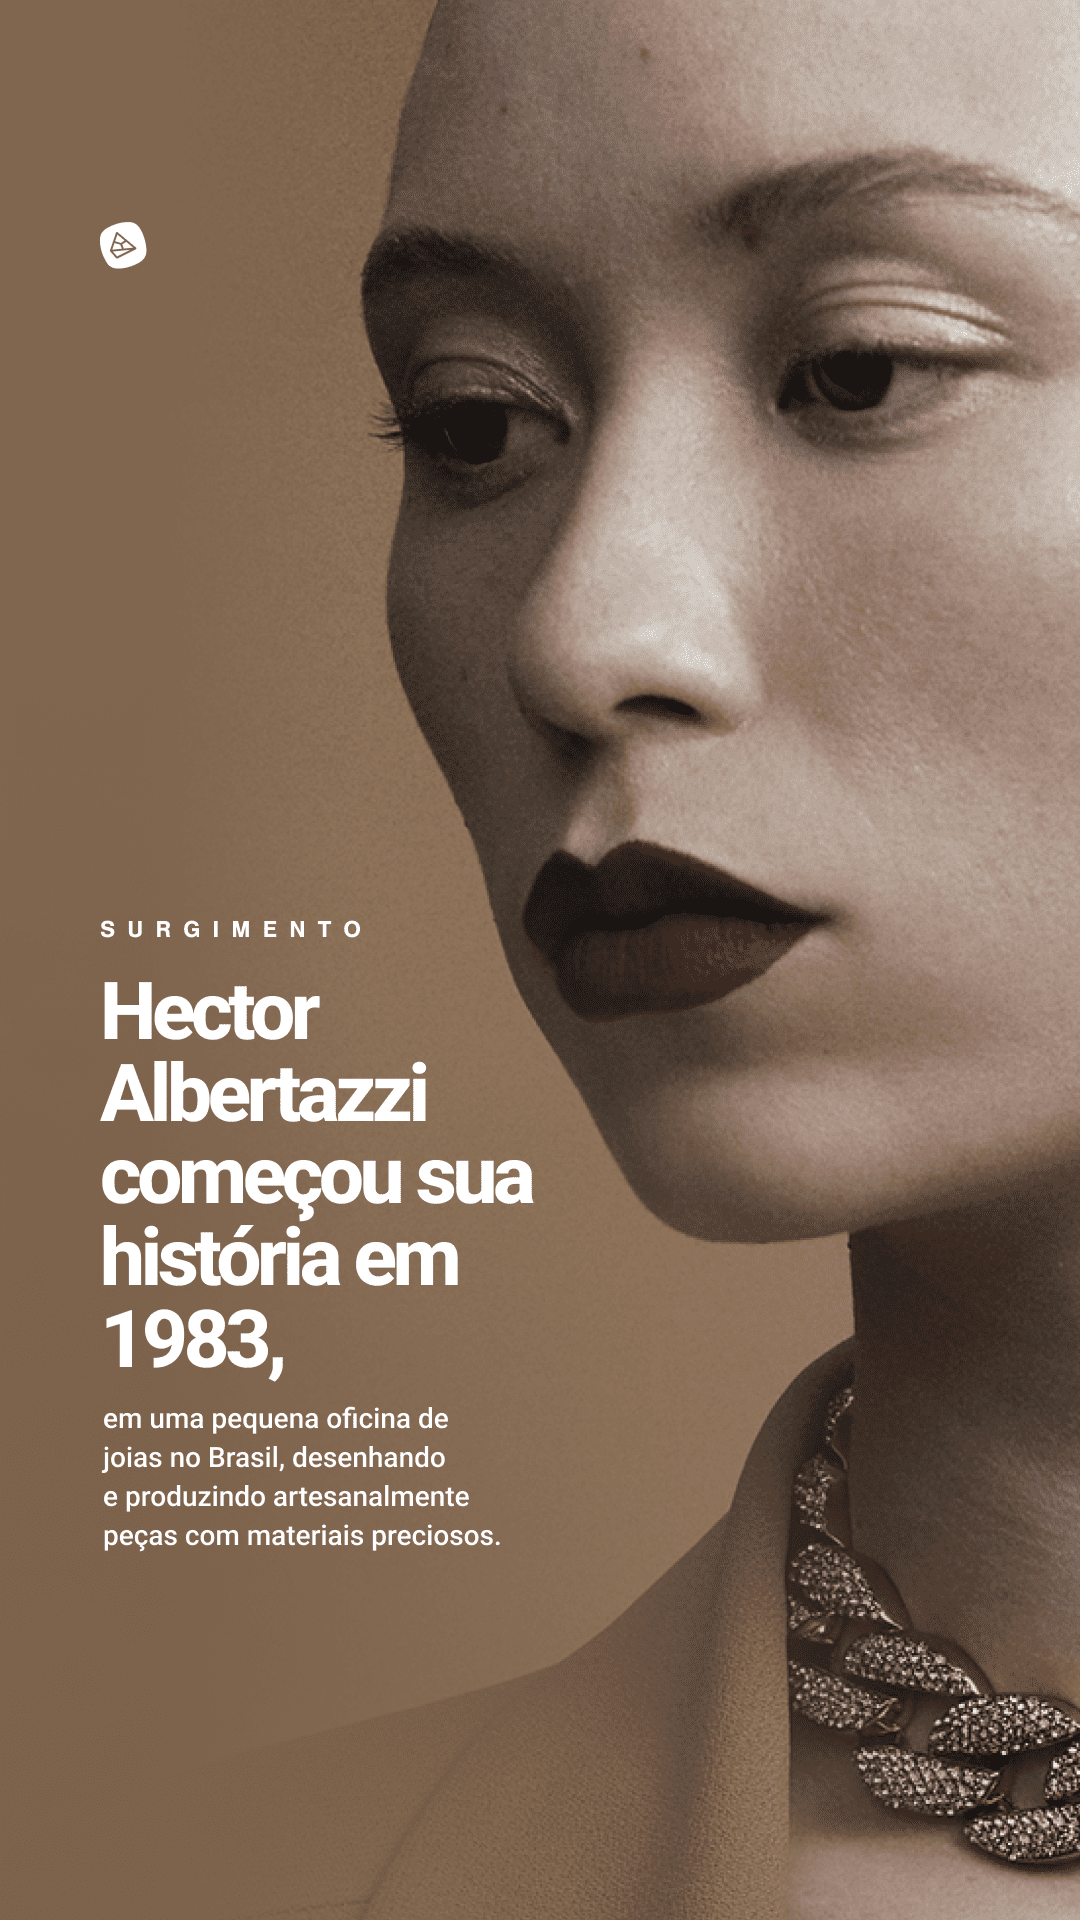 SURGIMENTO
Hector
Albertazzi
começou sua
história em
1983,
em uma pequena oficina de
joias no Brasil, desenhando
e produzindo artesanalmente
peças com materiais preciosos.